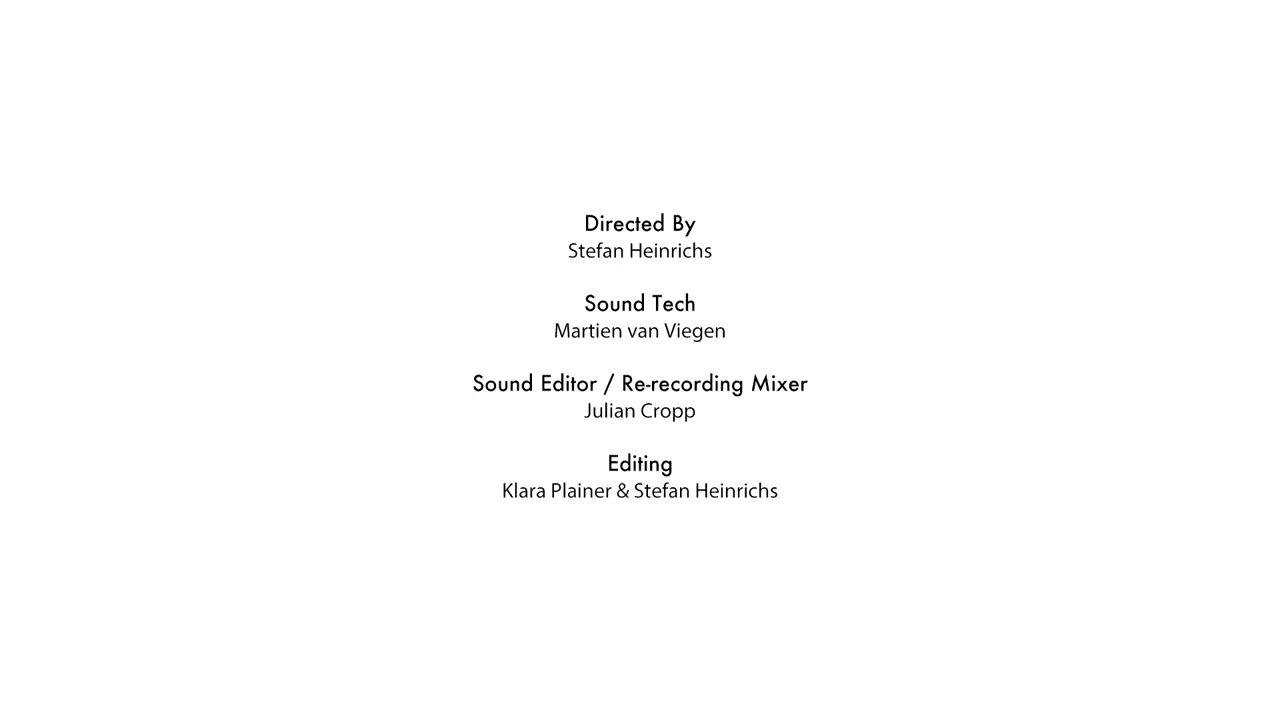 Directed By
Stefan Heinrichs
Sound Tech
Martien van Viegen
Sound Editor / Re-recording Mixer
Julian Cropp
Editing
Klara Plainer & Stefan Heinrichs